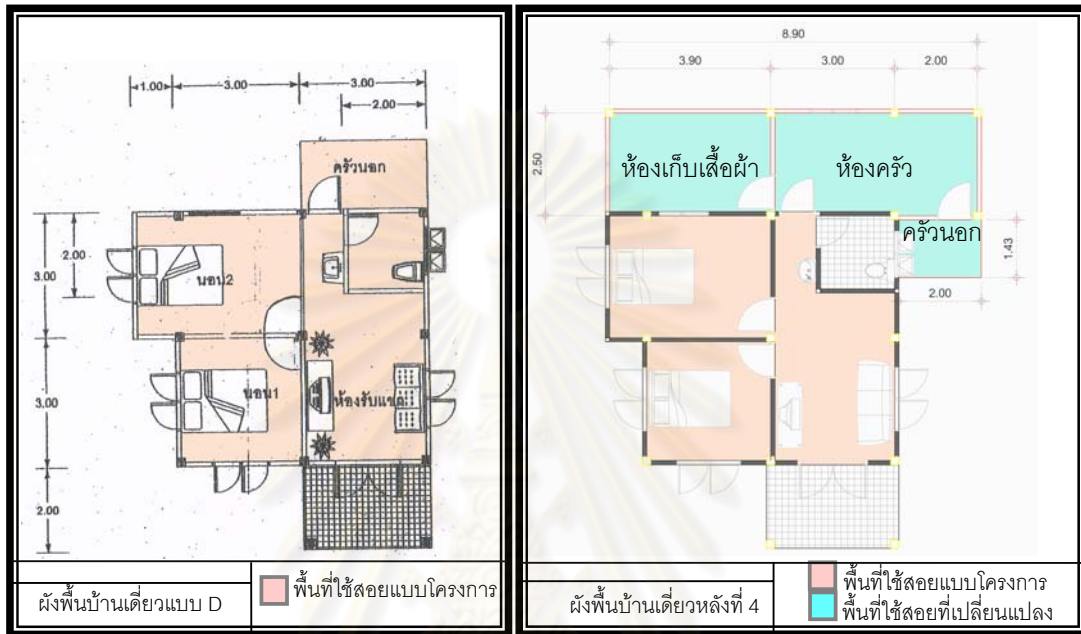 1.00
3.00
3.00
2.00
ครัวนอก
2.00
3.00
นอน2
3.00
นอน1
ห้องรับแขก
2.00
ผังพื้นบ้านเดี่ยวแบบ D
พื้นที่ใช้สอยแบบโครงการ
8.90
3.90
3.00
2.00
2.50
ห้องเก็บเสื้อผ้า
ห้องครัว
ครัวนอก
1.43
2.00
ผังพื้นบ้านเดี่ยวหลังที่ 4
พื้นที่ใช้สอยแบบโครงการ
พื้นที่ใช้สอยที่เปลี่ยนแปลง